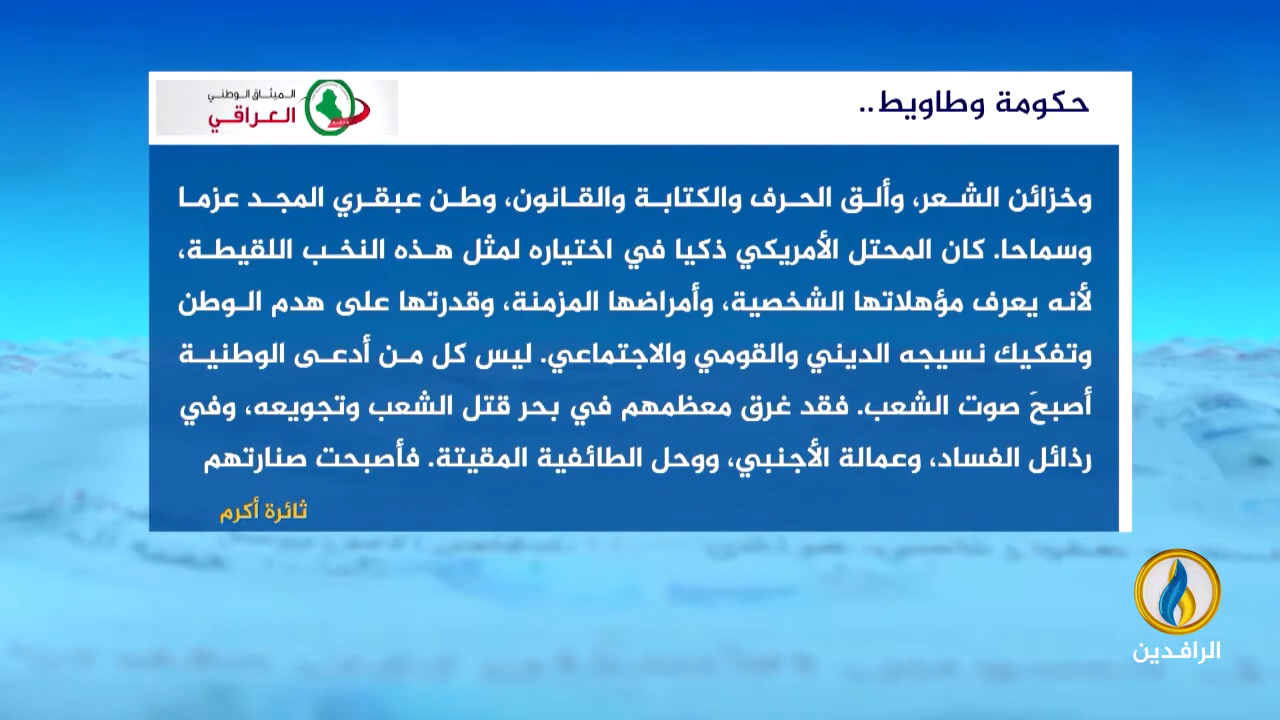 حكومة وطاويط..
الميثاق الوطني
العراقي
وخزائن الشعر، وألق الحرف والكتابة والقانون، وطن عبقري المجد عزما
وسماحا. كان المحتل الأمريكي ذكيا في اختياره لمثل هذه النخب اللقيطة،
لأنه يعرف مؤهلاتها الشخصية، وأمراضها المزمنة، وقدرتها على هدم الوطن
وتفكيك نسيجه الديني والقومي والاجتماعي. ليس كل من أدعى الوطنية
أصبحَ صوت الشعب. فقد غرق معظمهم في بحر قتل الشعب وتجويعه، وفي
رذائل الفساد، وعمالة الأجنبي، ووحل الطائفية المقيتة. فأصبحت صنارتهم
ثائرة أكرم
الرافدين